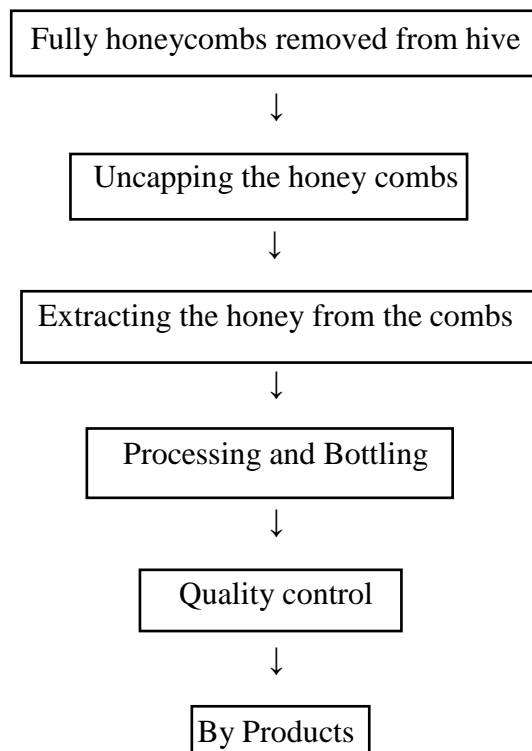 Fully honeycombs removed from hive
↓
Uncapping the honey combs
↓
Extracting the honey from the combs
↓
Processing and Bottling
↓
Quality control
↓
By Products